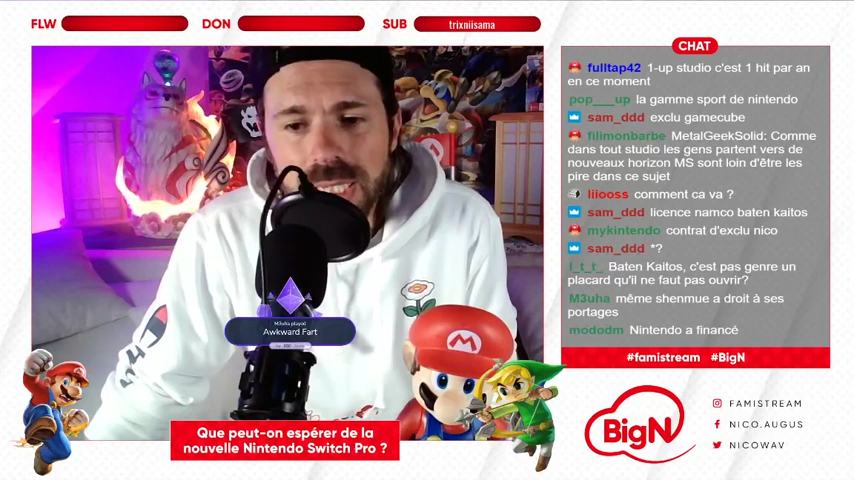 FLW
DON
SUB
trixniisama
CHAT
fulltap42 1-up studio c'est 1 hit par an
en ce moment
pop___up la gamme sport de nintendo
sam_ddd exclu gamecube
filimonbarbe MetalGeekSolid: Comme
dans tout studio les gens partent vers de
nouveaux horizon MS sont loin d'être les
pire dans ce sujet
liiooss comment ca va ?
sam_ddd licence namco baten kaitos
mykintendo contrat d'exclu nico
sam_ddd *?
l_t_t_ Baten Kaitos, c'est pas genre un
placard qu'il ne faut pas ouvrir?
M3uha même shenmue a droit à ses
portages
mododm Nintendo a financé
#famistream #BigN
M3uha played
Awkward Fart
Que peut-on espérer de la
nouvelle Nintendo Switch Pro ?
BigN
FAMISTREAM
NICO.AUGUS
NICOWAV